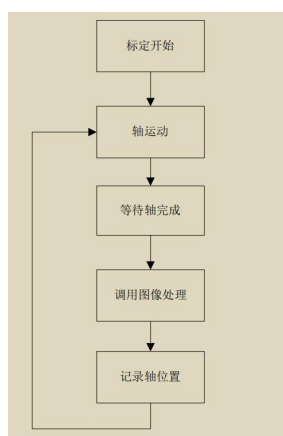 标定开始
轴运动
等待轴完成
调用图像处理
记录轴位置